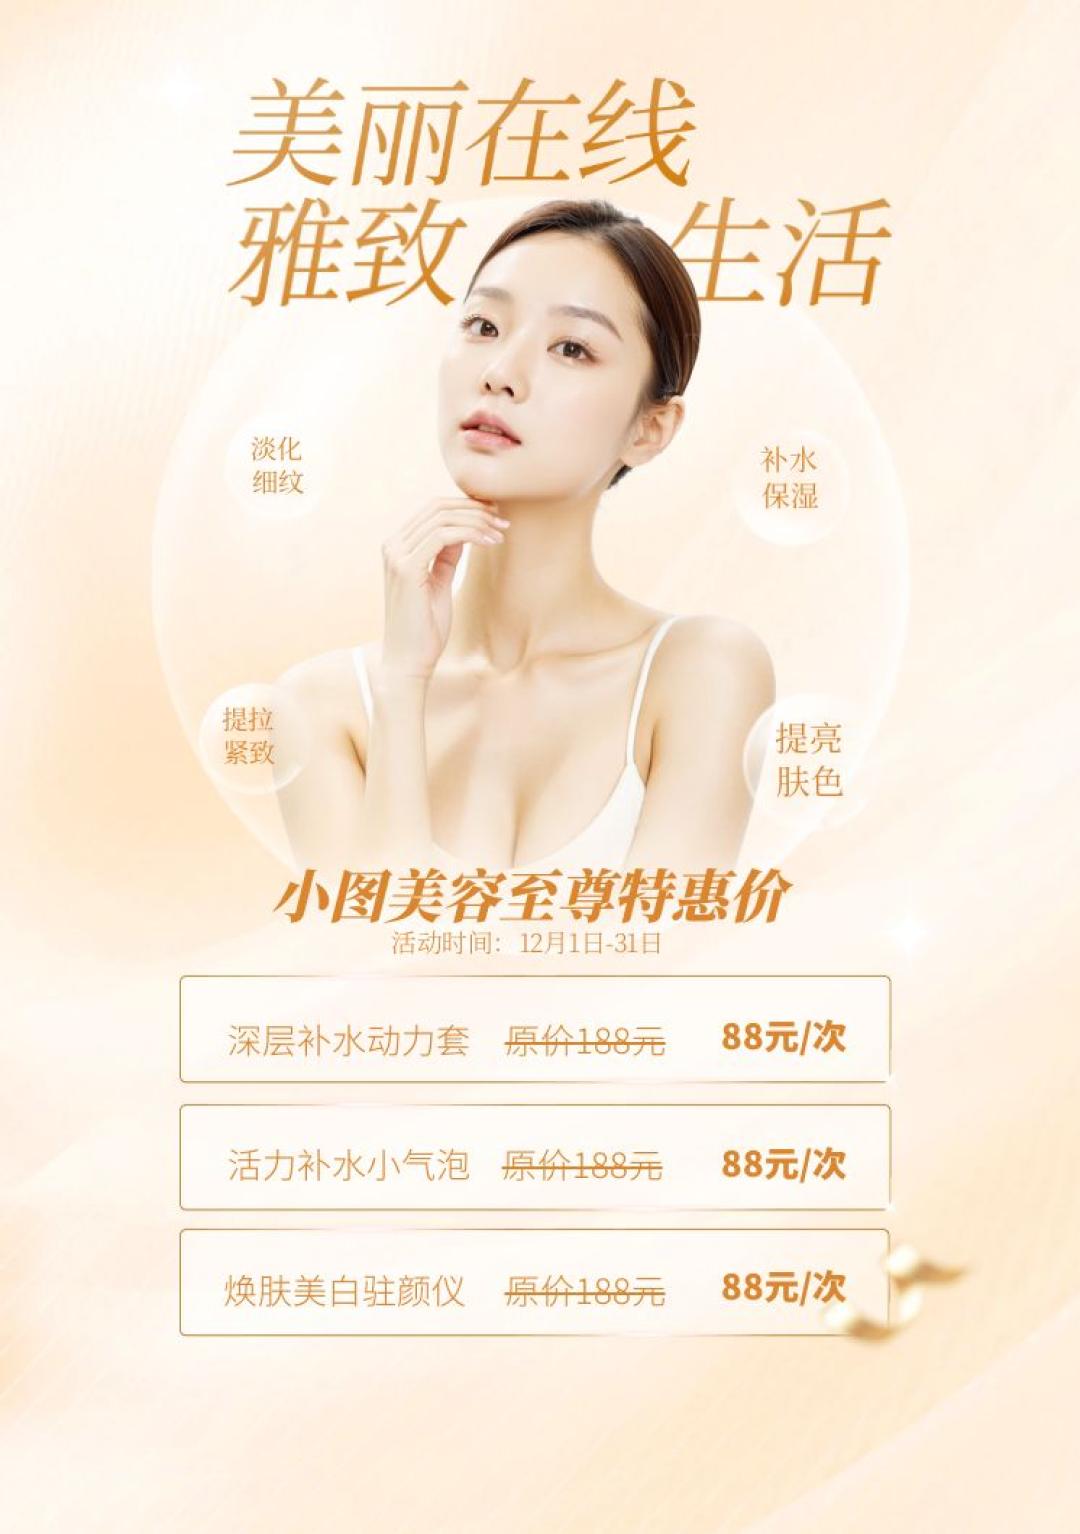 美丽在线
雅致生活
淡化
细纹
补水
保湿
提拉
紧致
提亮
肤色
小图美容至尊特惠价
活动时间：12月1日-31日
深层补水动力套 原价188元 88元/次
活力补水小气泡 原价188元 88元/次
焕肤美白驻颜仪 原价188元 88元/次